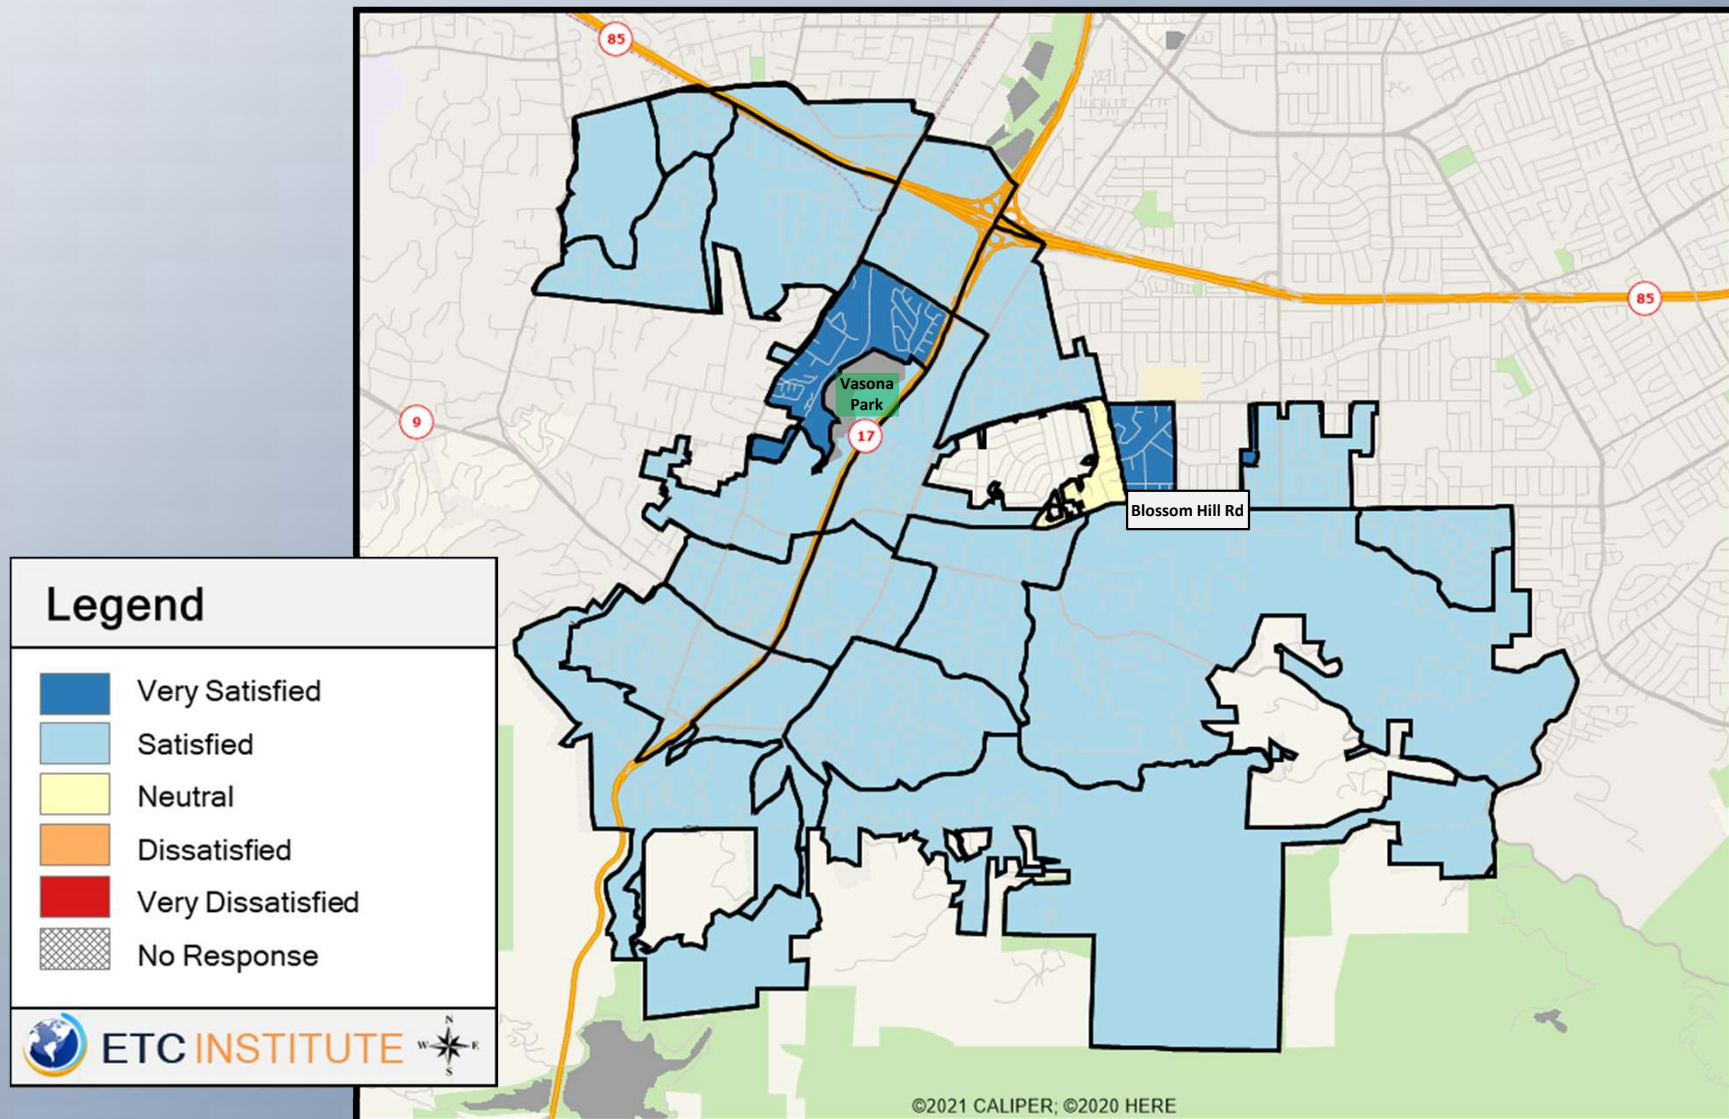 85
85
9
Vasona
Park
17
Blossom Hill Rd
Legend
Very Satisfied
Satisfied
Neutral
Dissatisfied
Very Dissatisfied
No Response
ETC INSTITUTE
N
W E
S
©2021 CALIPER; ©2020 HERE